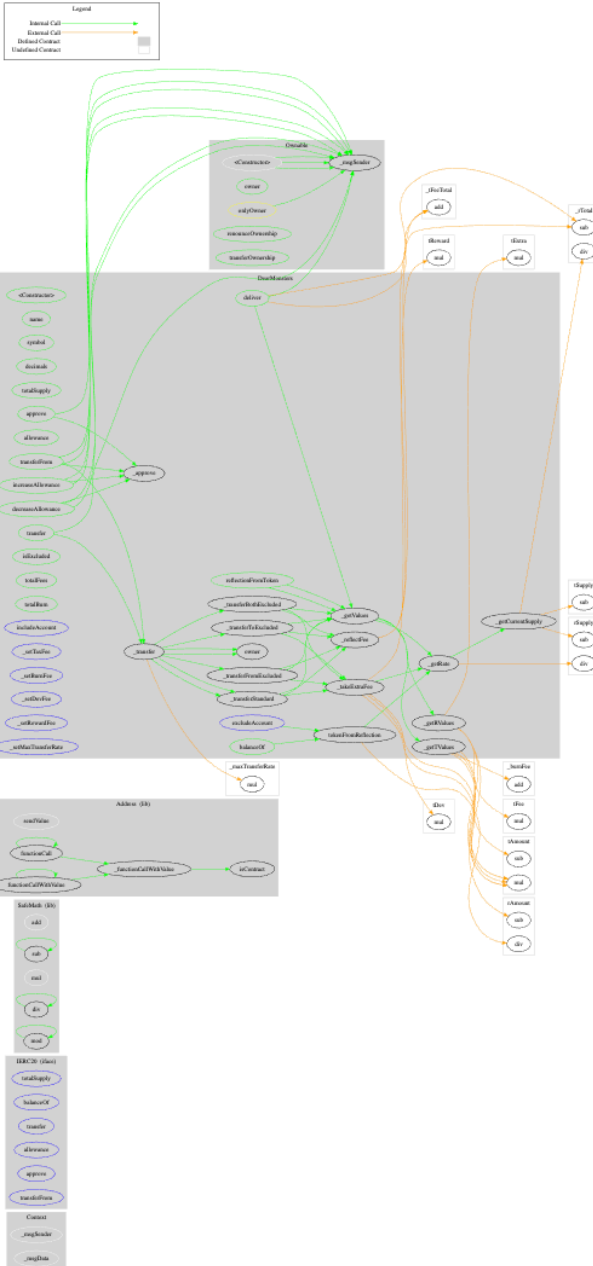 Legend
Internal Call
External Call
Defined Contract
Undefined Contract
Ownable
<Constructor>
_msgSender
owner
onlyOwner
renounceOwnership
transferOwnership
_tFeeTotal
add
_tTotal
sub
div
tReward
mul
tExtra
mul
<Constructor>
deliver
name
symbol
decimals
totalSupply
approve
allowance
transferFrom
_approve
increaseAllowance
decreaseAllowance
transfer
isExcluded
totalFees
totalBurn
includeAccount
_setTaxFee
_setBurnFee
_setDevFee
_setRewardFee
_setMaxTransferRate
_transfer
reflectionFromToken
_transferBothExcluded
_transferToExcluded
owner
_transferFromExcluded
_transferStandard
excludeAccount
balanceOf
_getValues
_reflectFee
_takeExtraFee
tokenFromReflection
_getRate
_getRValues
_getTValues
_getCurrentSupply
tSupply
sub
rSupply
sub
div
_maxTransferRate
mul
tDev
mul
_burnFee
add
tFee
mul
tAmount
sub
mul
rAmount
sub
div
Address (lib)
sendValue
functionCall
functionCallWithValue
_functionCallWithValue
isContract
SafeMath (lib)
add
sub
mul
div
mod
IERC20 (iface)
totalSupply
balanceOf
transfer
allowance
approve
transferFrom
Context
_msgSender
_msgData